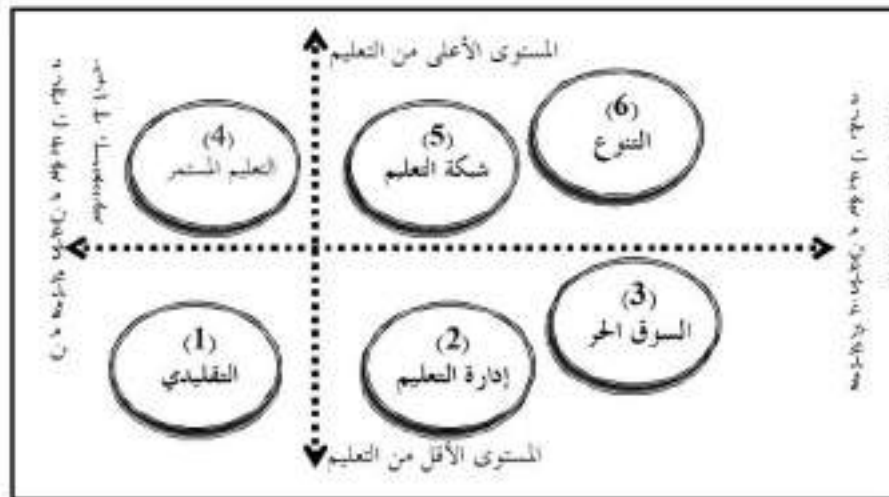 المستوى الأعلى من التعليم
(6)
التنوع
(5)
شبكة التعليم
(4)
التعليم المستمر
(3)
السوق الحر
(2)
إدارة التعليم
(1)
التقليدي
المستوى الأقل من التعليم